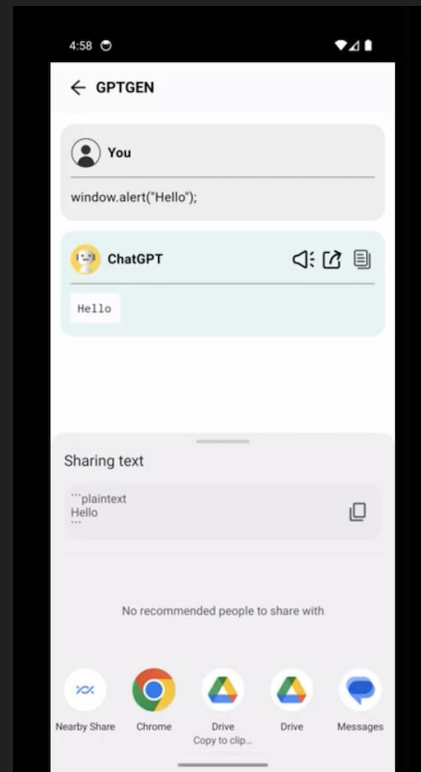 4:58
GPTGEN
You
window.alert("Hello");
ChatGPT
Hello
Sharing text
```plaintext
Hello
```
No recommended people to share with
Nearby Share
Chrome
Drive
Copy to clip...
Drive
Messages